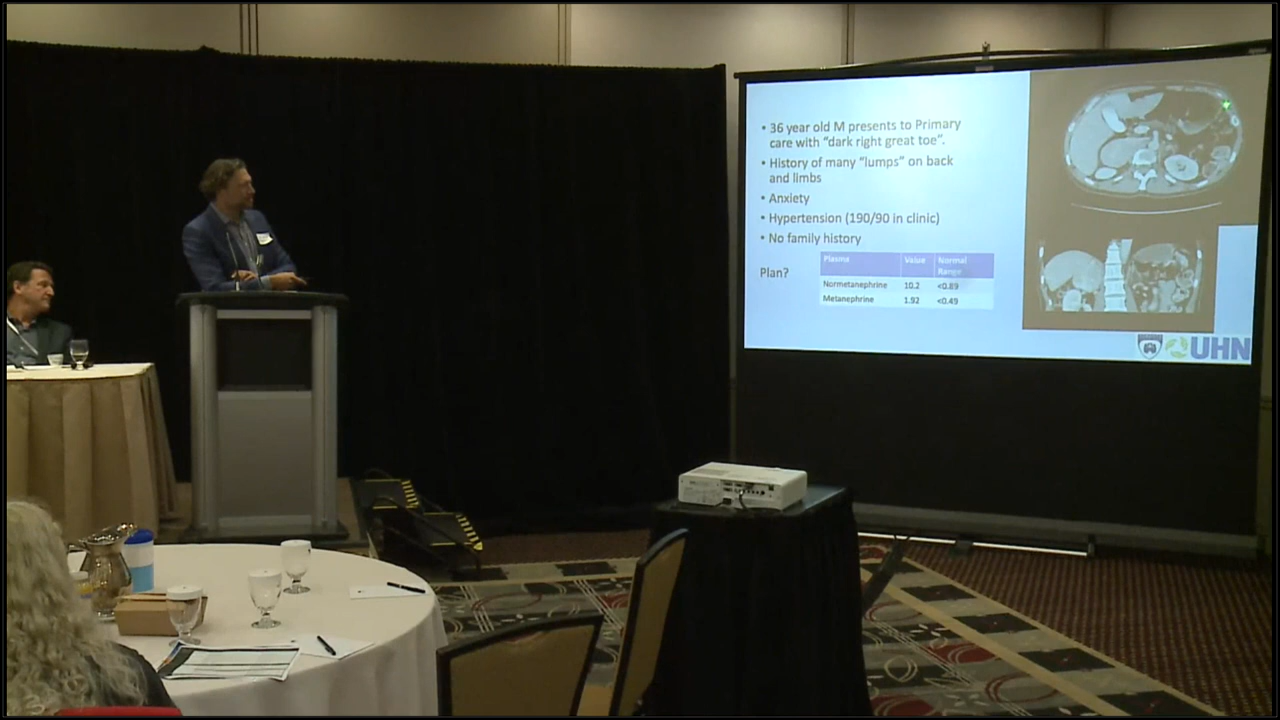 • 36 year old M presents to Primary
care with “dark right great toe”.
• History of many “lumps” on back
and limbs
• Anxiety
• Hypertension (190/90 in clinic)
• No family history
Plan?
Plasma Value Normal Range
Normetanephrine 10.2 <0.89
Metanephrine 1.92 <0.49
UHN